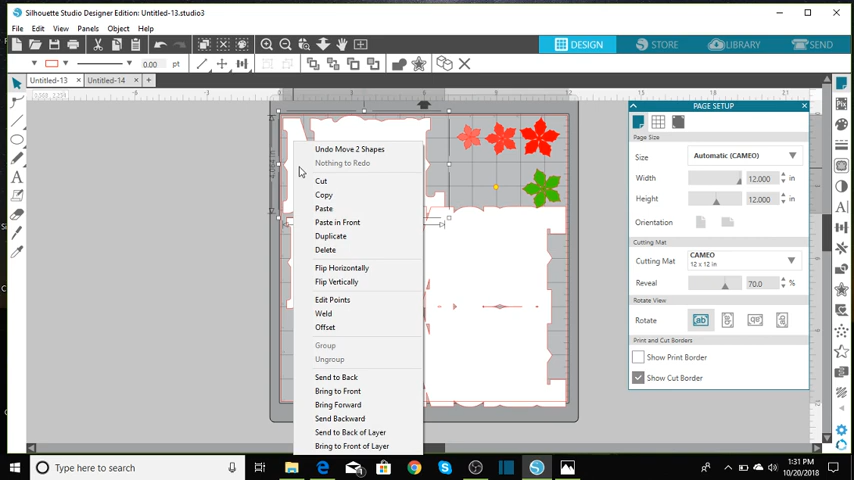 Silhouette Studio Designer Edition: Untitled-13.studio3
File Edit View Panels Object Help
DESIGN STORE LIBRARY SEND
0.00 pt
Untitled-13 × Untitled-14 × +
PAGE SETUP
Page Size
Size Automatic (CAMEO)
Width 12.000 in
Height 12.000 in
Orientation
Cutting Mat
Cutting Mat CAMEO
12 x 12 in
Reveal 70.0 %
Rotate View
Rotate
Print and Cut Borders
Show Print Border
Show Cut Border
Undo Move 2 Shapes
Nothing to Redo
Cut
Copy
Paste
Paste in Front
Duplicate
Delete
Flip Horizontally
Flip Vertically
Edit Points
Weld
Offset
Group
Ungroup
Send to Back
Bring to Front
Bring Forward
Send Backward
Send to Back of Layer
Bring to Front of Layer
Type here to search
1:31 PM
10/20/2018